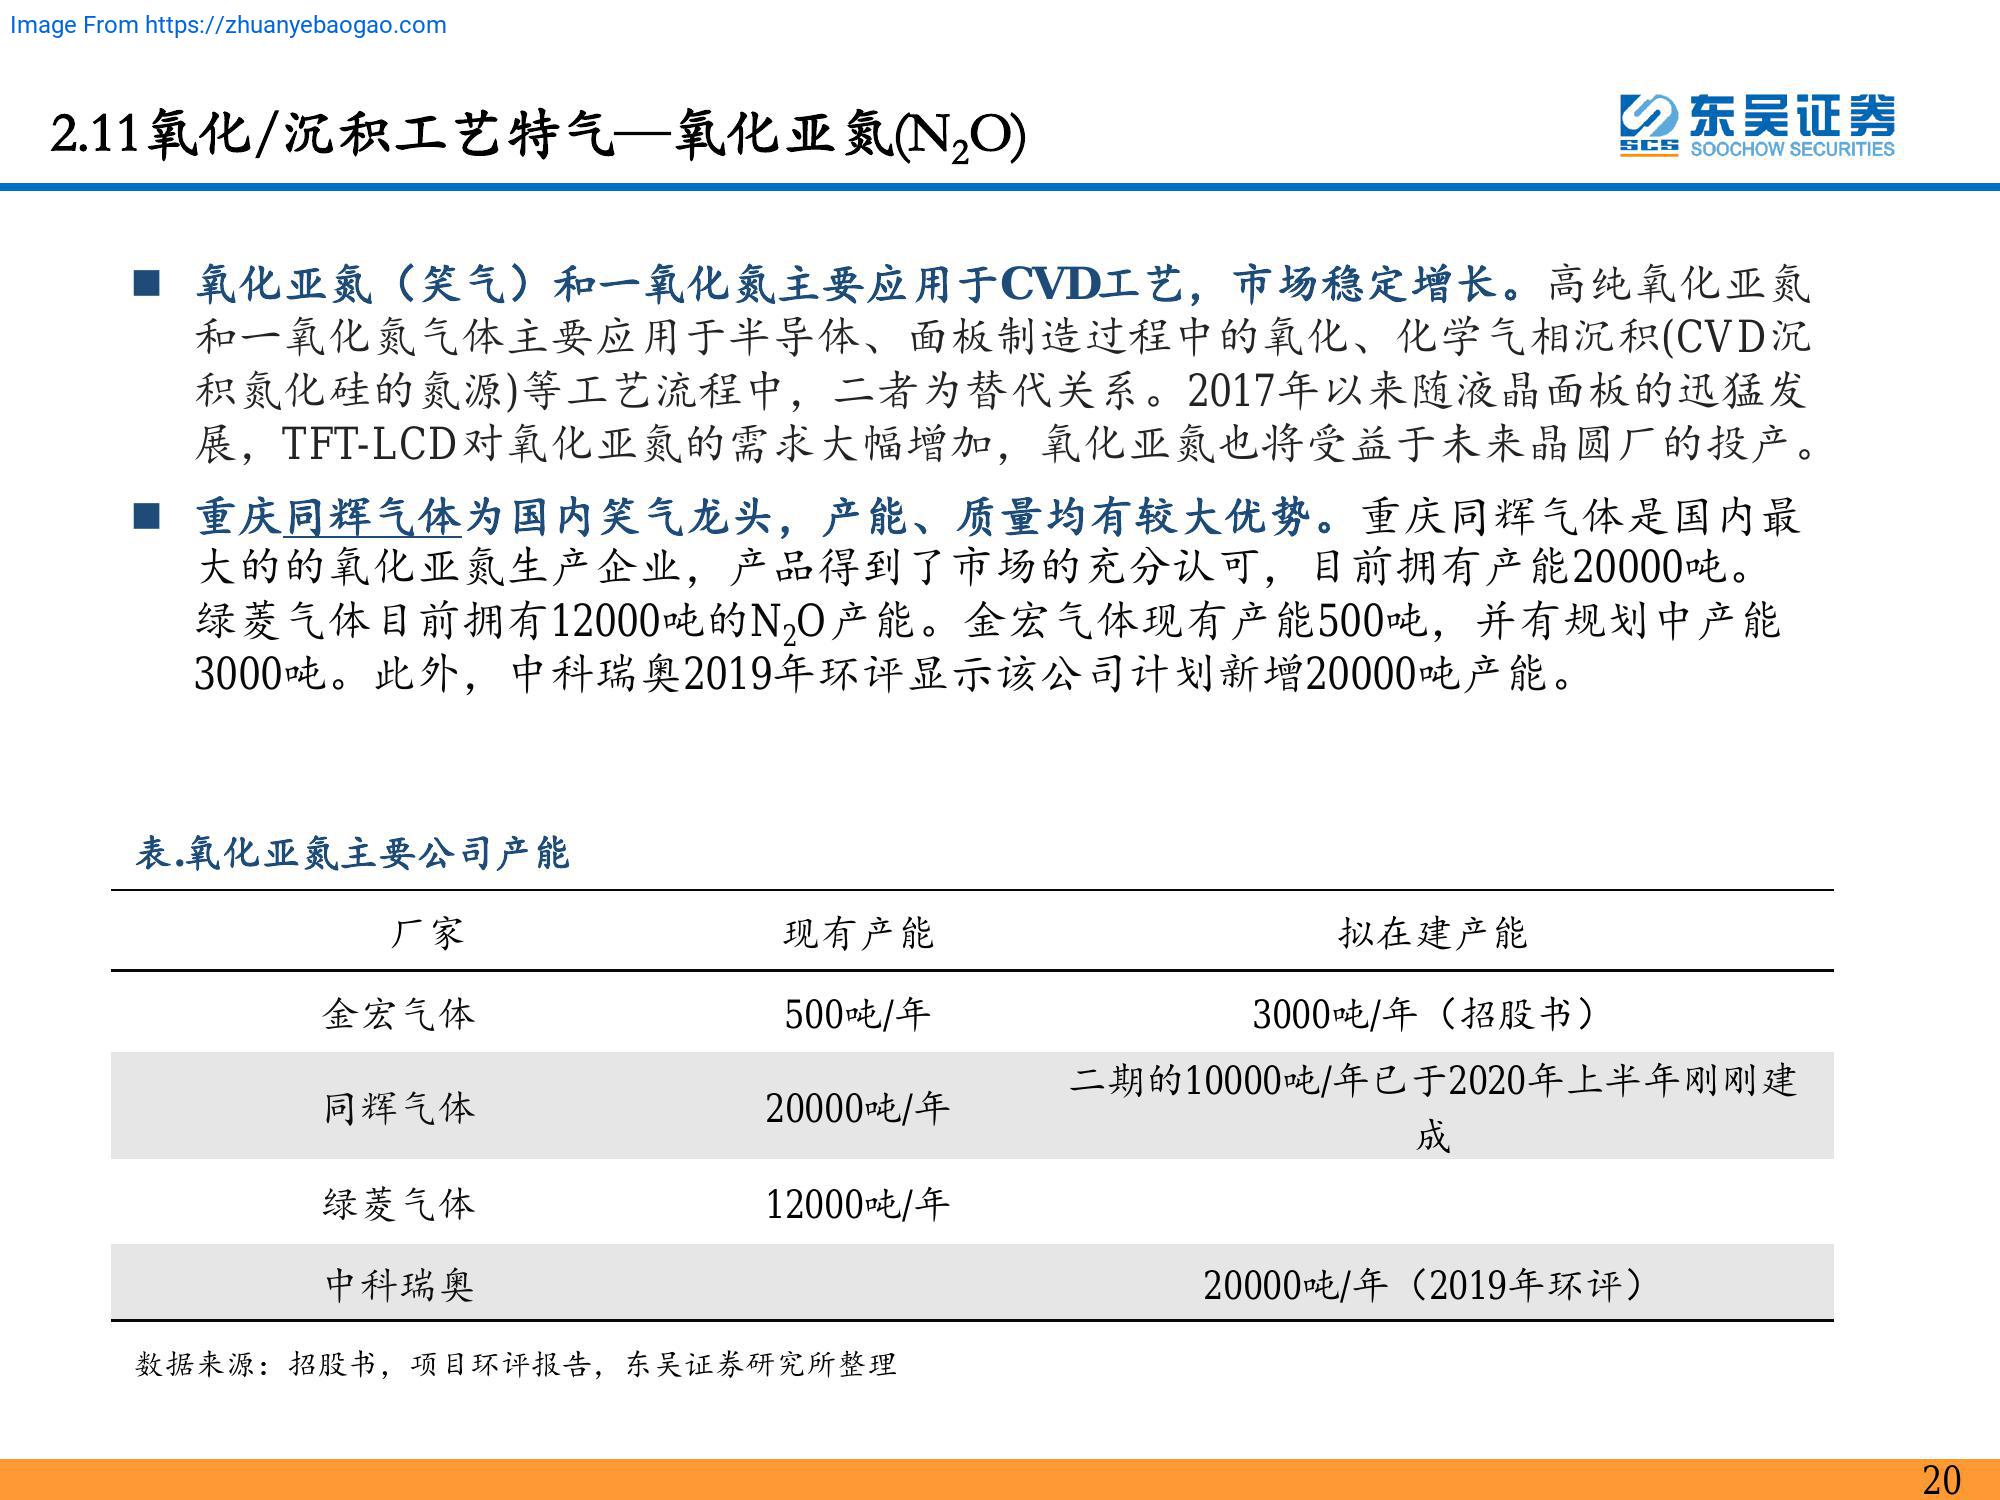 Image From https://zhuanyebaogao.com
2.11氧化/沉积工艺特气—氧化亚氮(N₂O)
东吴证券
SCS
SOOCHOW SECURITIES
■ 氧化亚氮（笑气）和一氧化氮主要应用于CVD工艺，市场稳定增长。高纯氧化亚氮
和一氧化氮气体主要应用于半导体、面板制造过程中的氧化、化学气相沉积(CVD沉
积氮化硅的氮源)等工艺流程中，二者为替代关系。2017年以来随液晶面板的迅猛发
展，TFT-LCD对氧化亚氮的需求大幅增加，氧化亚氮也将受益于未来晶圆厂的投产。
■ 重庆同辉气体为国内笑气龙头，产能、质量均有较大优势。重庆同辉气体是国内最
大的的氧化亚氮生产企业，产品得到了市场的充分认可，目前拥有产能20000吨。
绿菱气体目前拥有12000吨的N₂O产能。金宏气体现有产能500吨，并有规划中产能
3000吨。此外，中科瑞奥2019年环评显示该公司计划新增20000吨产能。
表.氧化亚氮主要公司产能
厂家 现有产能 拟在建产能
金宏气体 500吨/年 3000吨/年（招股书）
同辉气体 20000吨/年 二期的10000吨/年已于2020年上半年刚刚建
成
绿菱气体 12000吨/年
中科瑞奥 20000吨/年（2019年环评）
数据来源：招股书，项目环评报告，东吴证券研究所整理
20